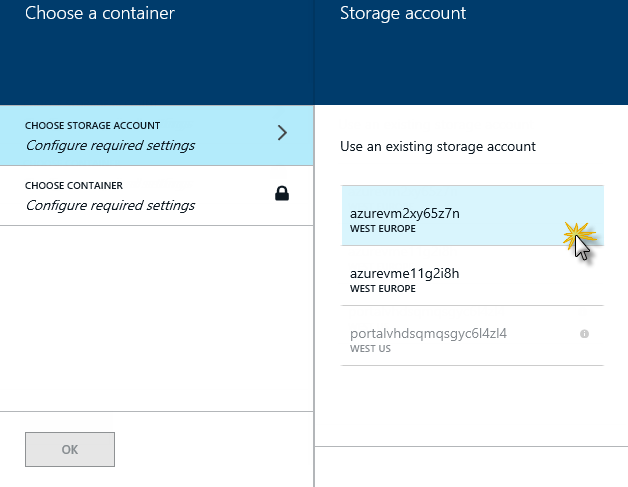 Choose a container
CHOOSE STORAGE ACCOUNT
Configure required settings
CHOOSE CONTAINER
Configure required settings
OK
Storage account
Use an existing storage account
azurevm2xy65z7n
WEST EUROPE
azurevme11g2i8h
WEST EUROPE
portalvhdsqmqsgyc6l4zl4
WEST US